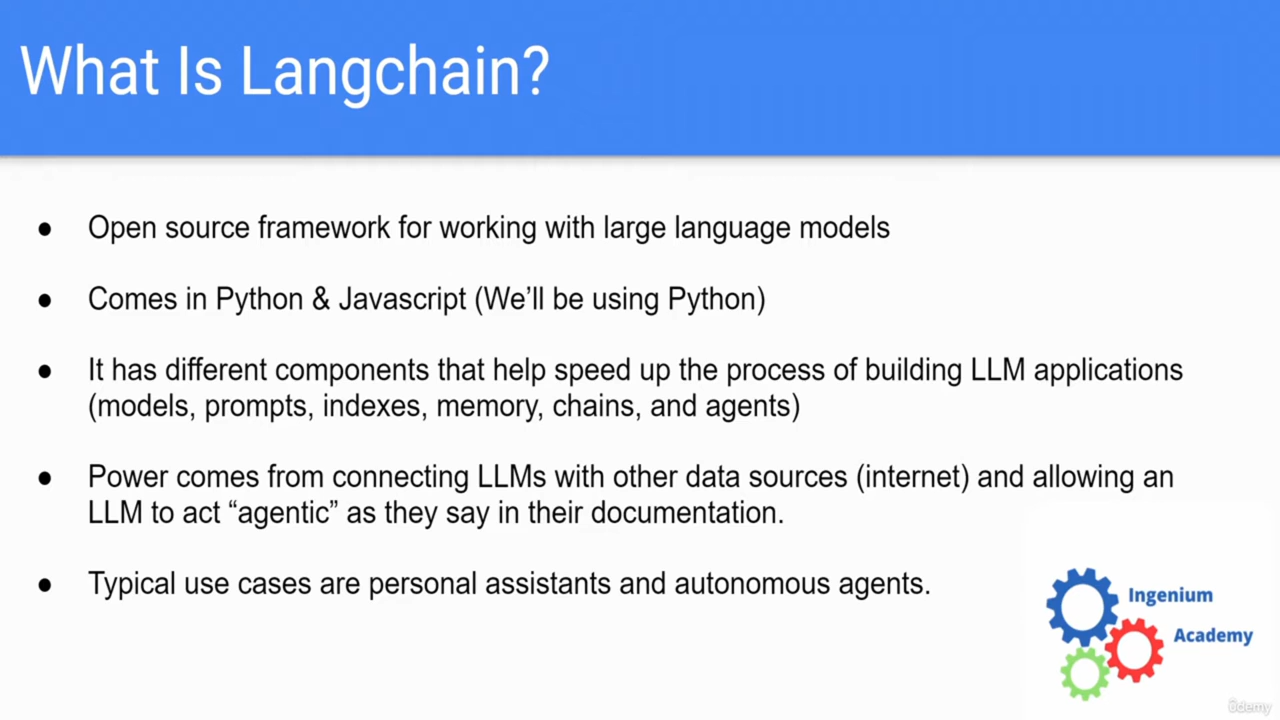 What Is Langchain?
● Open source framework for working with large language models
● Comes in Python & Javascript (We’ll be using Python)
● It has different components that help speed up the process of building LLM applications
(models, prompts, indexes, memory, chains, and agents)
● Power comes from connecting LLMs with other data sources (internet) and allowing an
LLM to act “agentic” as they say in their documentation.
● Typical use cases are personal assistants and autonomous agents.
Ingenium
Academy
ûdemy